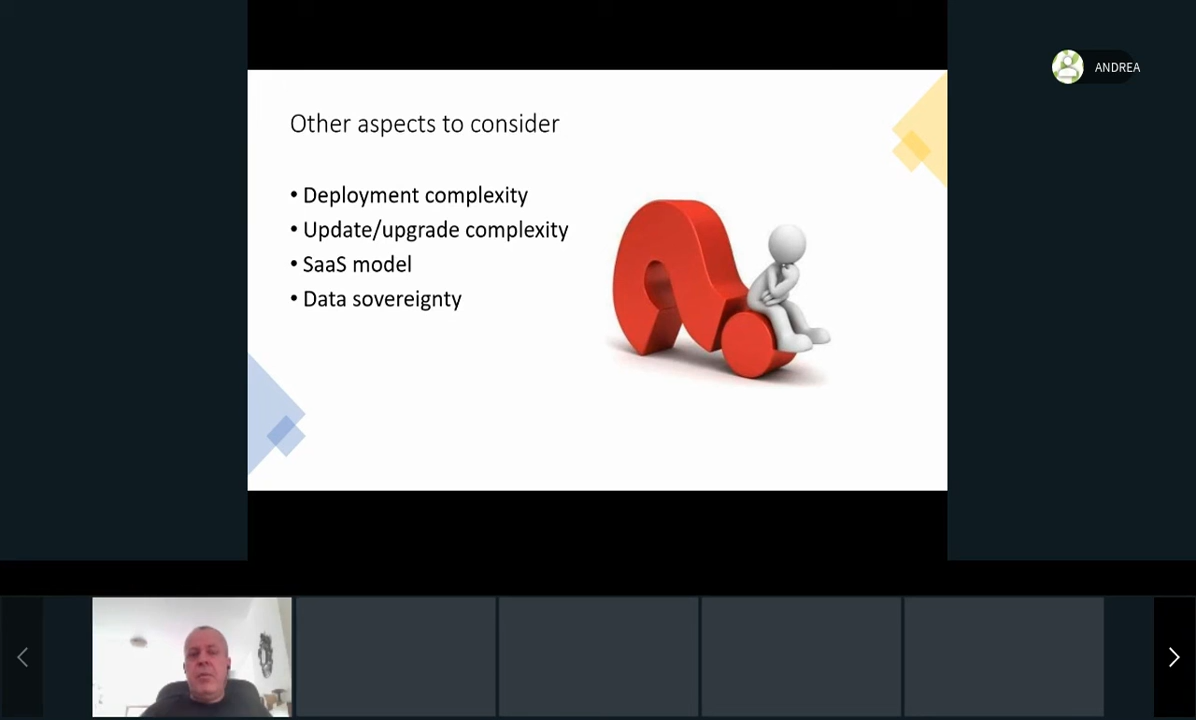 ANDREA
Other aspects to consider
• Deployment complexity
• Update/upgrade complexity
• SaaS model
• Data sovereignty